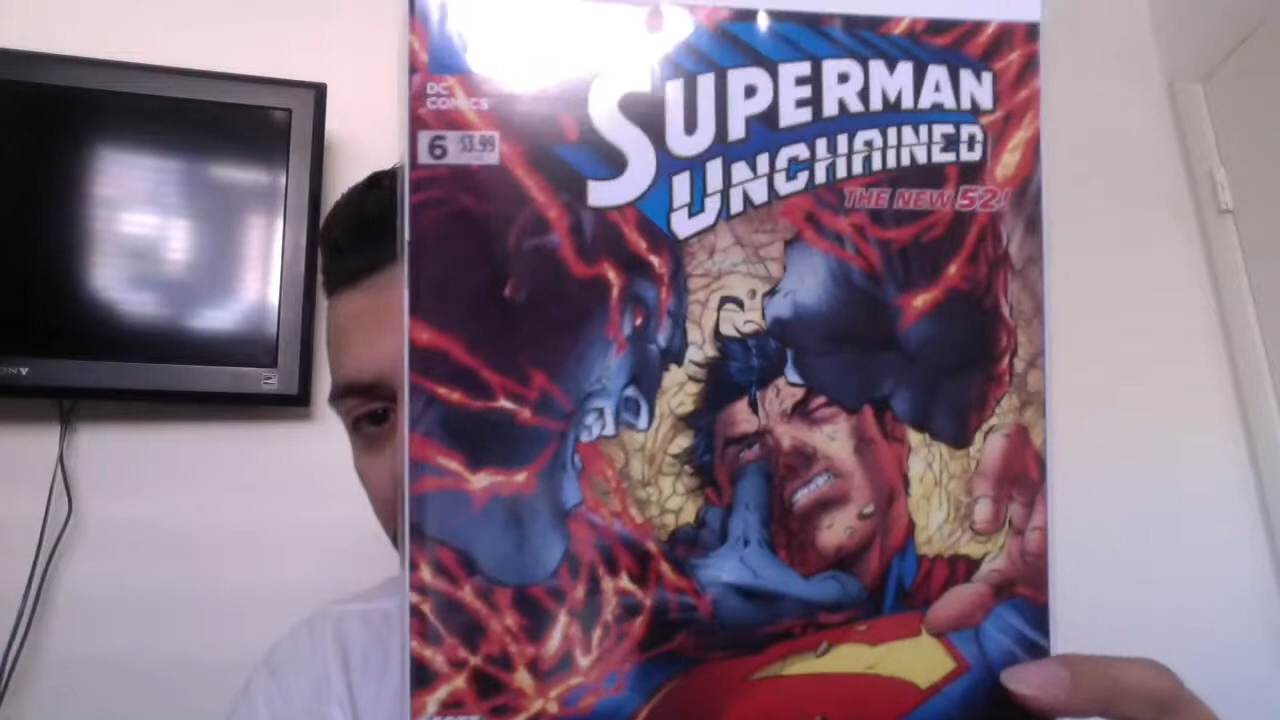 DC
COMICS
6 $3.99
SUPERMAN
UNCHAINED
THE NEW 52!
SONY